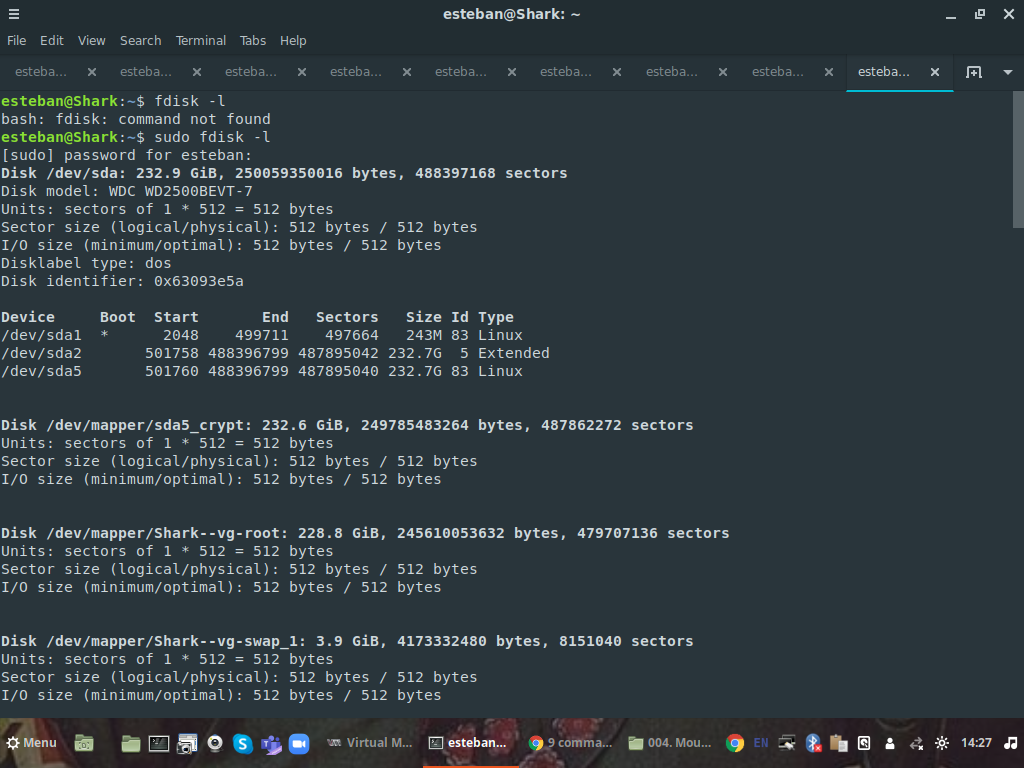 esteban@Shark: ~
File Edit View Search Terminal Tabs Help
esteba... esteba... esteba... esteba... esteba... esteba... esteba... esteba... esteba...
esteban@Shark:~$ fdisk -l
bash: fdisk: command not found
esteban@Shark:~$ sudo fdisk -l
[sudo] password for esteban:
Disk /dev/sda: 232.9 GiB, 250059350016 bytes, 488397168 sectors
Disk model: WDC WD2500BEVT-7
Units: sectors of 1 * 512 = 512 bytes
Sector size (logical/physical): 512 bytes / 512 bytes
I/O size (minimum/optimal): 512 bytes / 512 bytes
Disklabel type: dos
Disk identifier: 0x63093e5a
Device     Boot  Start       End   Sectors   Size Id Type
/dev/sda1  *      2048    499711    497664   243M 83 Linux
/dev/sda2       501758 488396799 487895042 232.7G  5 Extended
/dev/sda5       501760 488396799 487895040 232.7G 83 Linux
Disk /dev/mapper/sda5_crypt: 232.6 GiB, 249785483264 bytes, 487862272 sectors
Units: sectors of 1 * 512 = 512 bytes
Sector size (logical/physical): 512 bytes / 512 bytes
I/O size (minimum/optimal): 512 bytes / 512 bytes
Disk /dev/mapper/Shark--vg-root: 228.8 GiB, 245610053632 bytes, 479707136 sectors
Units: sectors of 1 * 512 = 512 bytes
Sector size (logical/physical): 512 bytes / 512 bytes
I/O size (minimum/optimal): 512 bytes / 512 bytes
Disk /dev/mapper/Shark--vg-swap_1: 3.9 GiB, 4173332480 bytes, 8151040 sectors
Units: sectors of 1 * 512 = 512 bytes
Sector size (logical/physical): 512 bytes / 512 bytes
I/O size (minimum/optimal): 512 bytes / 512 bytes
Menu Virtual M... esteban... 9 comma... 004. Mou... EN 14:27